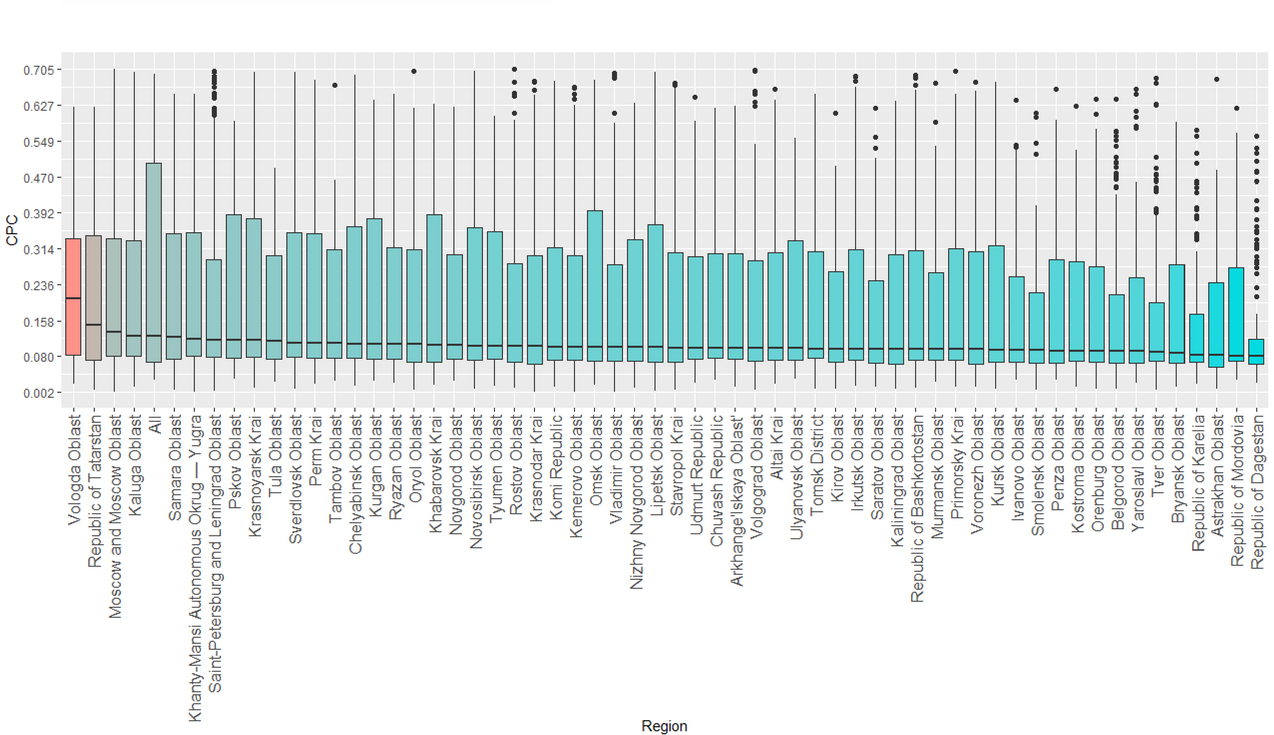 CPC
0.705
0.627
0.549
0.470
0.392
0.314
0.236
0.158
0.080
0.002
Vologda Oblast
Republic of Tatarstan
Moscow and Moscow Oblast
Kaluga Oblast
All
Samara Oblast
Khanty-Mansi Autonomous Okrug — Yugra
Saint-Petersburg and Leningrad Oblast
Pskov Oblast
Krasnoyarsk Krai
Tula Oblast
Sverdlovsk Oblast
Perm Krai
Tambov Oblast
Chelyabinsk Oblast
Kurgan Oblast
Ryazan Oblast
Oryol Oblast
Khabarovsk Krai
Novgorod Oblast
Novosibirsk Oblast
Tyumen Oblast
Rostov Oblast
Krasnodar Krai
Komi Republic
Kemerovo Oblast
Omsk Oblast
Vladimir Oblast
Nizhny Novgorod Oblast
Lipetsk Oblast
Stavropol Krai
Udmurt Republic
Chuvash Republic
Arkhangel'skaya Oblast'
Volgograd Oblast
Altai Krai
Ulyanovsk Oblast
Tomsk District
Kirov Oblast
Irkutsk Oblast
Saratov Oblast
Kaliningrad Oblast
Republic of Bashkortostan
Murmansk Oblast
Primorsky Krai
Voronezh Oblast
Kursk Oblast
Ivanovo Oblast
Smolensk Oblast
Penza Oblast
Kostroma Oblast
Orenburg Oblast
Belgorod Oblast
Yaroslavl Oblast
Tver Oblast
Bryansk Oblast
Republic of Karelia
Astrakhan Oblast
Republic of Mordovia
Republic of Dagestan
Region